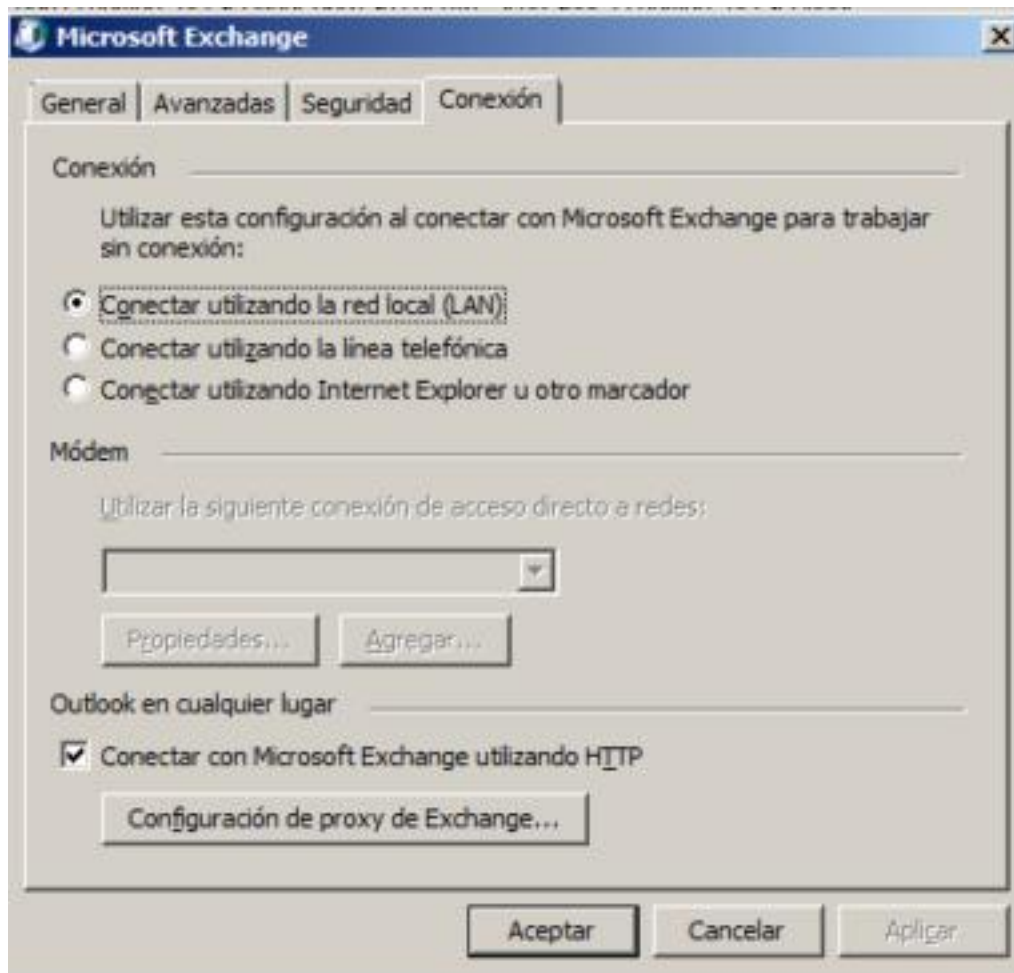 Microsoft Exchange
General
Avanzadas
Seguridad
Conexión
Conexión
Utilizar esta configuración al conectar con Microsoft Exchange para trabajar
sin conexión:
Conectar utilizando la red local (LAN)
Conectar utilizando la línea telefónica
Conectar utilizando Internet Explorer u otro marcador
Módem
Utilizar la siguiente conexión de acceso directo a redes:
Propiedades...
Agregar...
Outlook en cualquier lugar
Conectar con Microsoft Exchange utilizando HTTP
Configuración de proxy de Exchange...
Aceptar
Cancelar
Aplicar